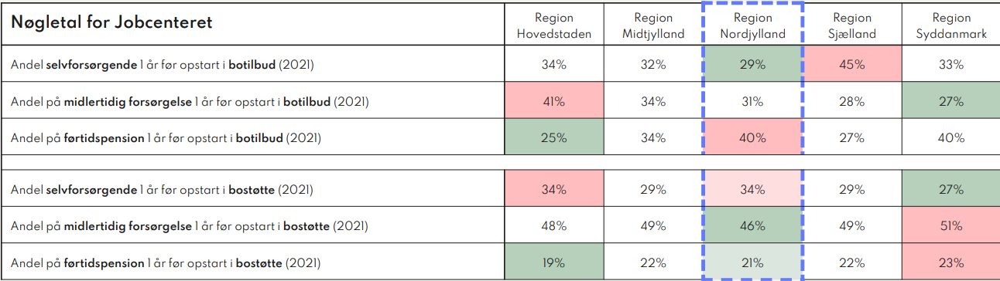 Nøgletal for Jobcenteret
Region Hovedstaden
Region Midtjylland
Region Nordjylland
Region Sjælland
Region Syddanmark
Andel selvforsørgende 1 år før opstart i botilbud (2021) 34% 32% 29% 45% 33%
Andel på midlertidig forsørgelse 1 år før opstart i botilbud (2021) 41% 34% 31% 28% 27%
Andel på førtidspension 1 år før opstart i botilbud (2021) 25% 34% 40% 27% 40%
Andel selvforsørgende 1 år før opstart i bostøtte (2021) 34% 29% 34% 29% 27%
Andel på midlertidig forsørgelse 1 år før opstart i bostøtte (2021) 48% 49% 46% 49% 51%
Andel på førtidspension 1 år før opstart i bostøtte (2021) 19% 22% 21% 22% 23%